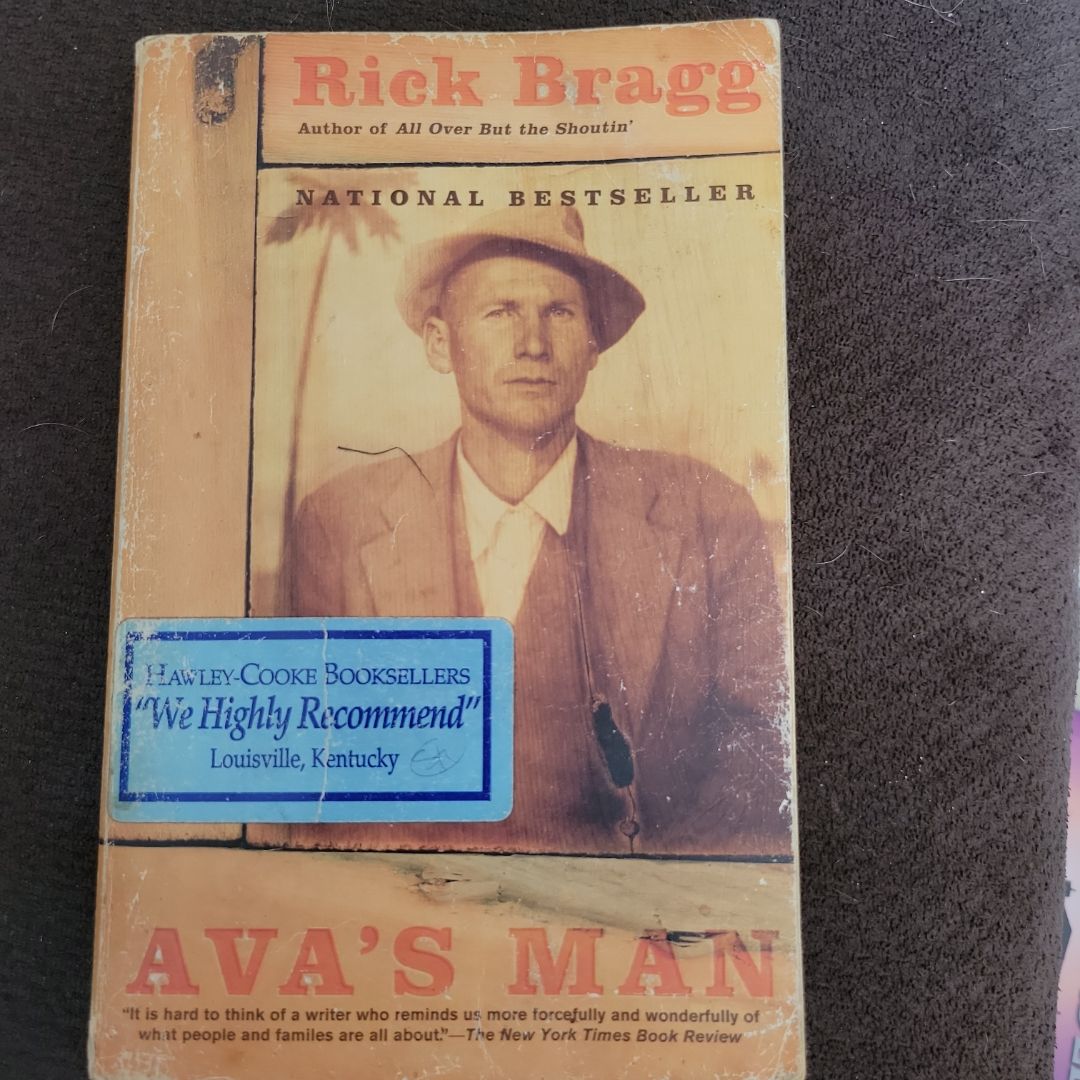 Rick Bragg
Author of All Over But the Shoutin'
NATIONAL BESTSELLER
HAWLEY-COOKE BOOKSELLERS
"We Highly Recommend"
Louisville, Kentucky
AVA'S MAN
"It is hard to think of a writer who reminds us more forcefully and wonderfully of
what people and familes are all about."—The New York Times Book Review